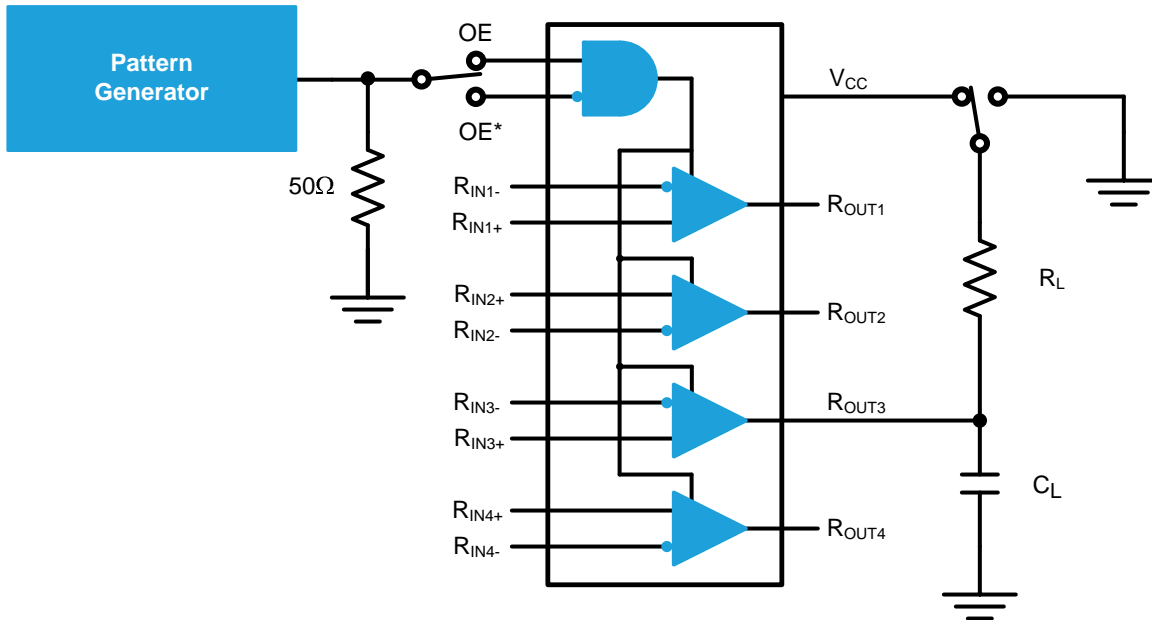 Pattern
Generator
OE
OE*
50Ω
VCC
RIN1-
RIN1+
ROUT1
RIN2+
RIN2-
ROUT2
RL
RIN3-
RIN3+
ROUT3
CL
RIN4+
RIN4-
ROUT4